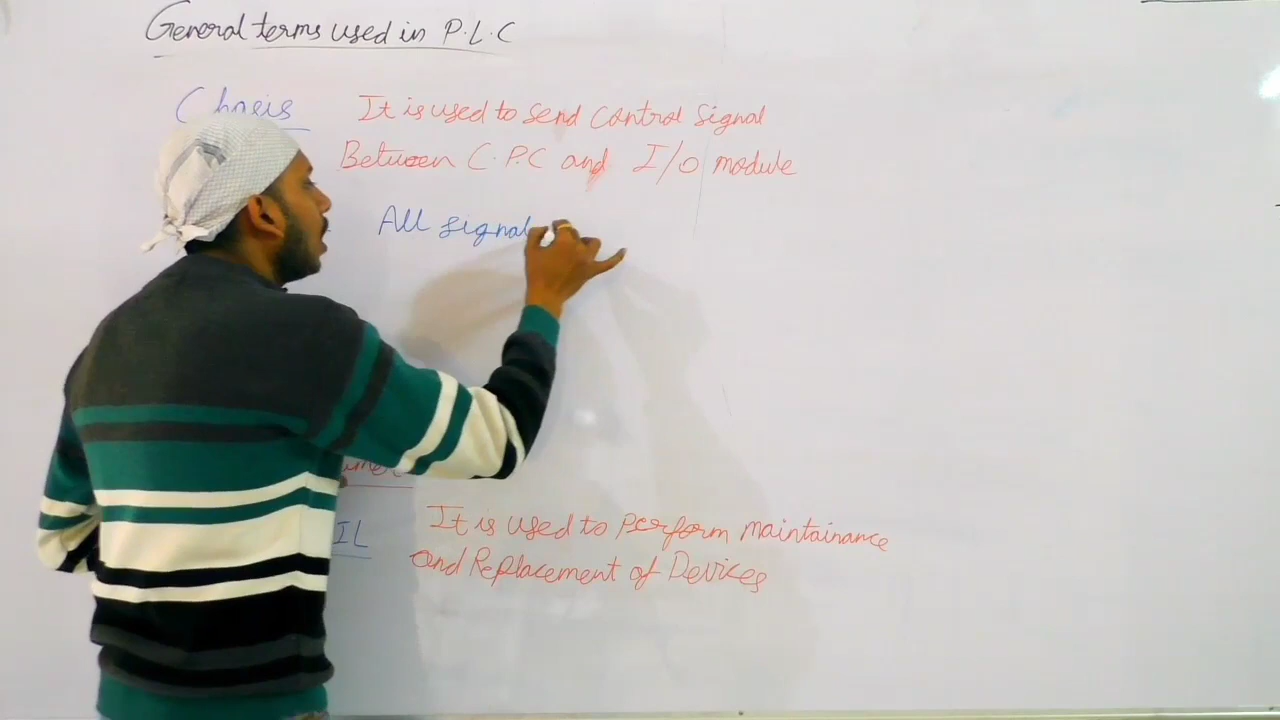 General terms used in P.L.C
Chasis
It is used to send control signal
Between C.P.C and I/O module
All signal
It is used to perform maintainance
IL
and Replacement of Devices